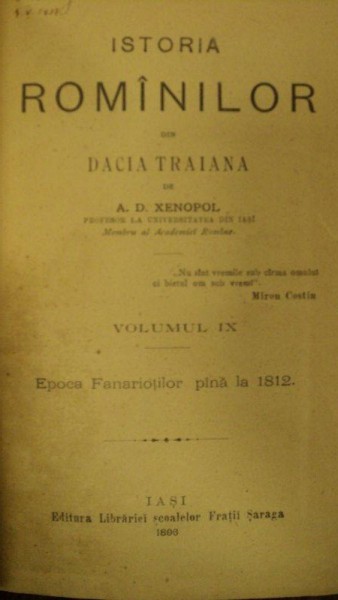 ISTORIA
ROMÎNILOR
DIN
DACIA TRAIANA
DE
A. D. XENOPOL
PROFESOR LA UNIVERSITATEA DIN IAȘI
Membru al Academiei Romîne.
„Nu sînt vremile sub cîrma omului
ci bietul om sub vremi".
Miron Costin
VOLUMUL IX
Epoca Fanarioților pînă la 1812.
IAȘI
Editura Librăriei școalelor Frații Șaraga
1896